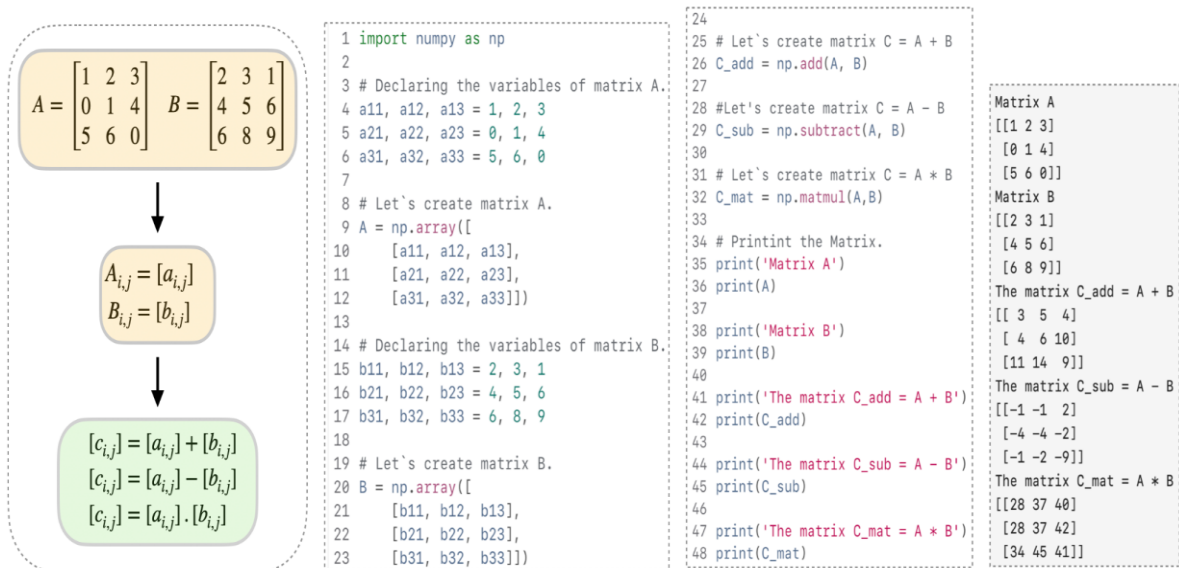 A = [1 2 3
0 1 4
5 6 0] B = [2 3 1
4 5 6
6 8 9]
A_{i,j} = [a_{i,j}]
B_{i,j} = [b_{i,j}]
[c_{i,j}] = [a_{i,j}] + [b_{i,j}]
[c_{i,j}] = [a_{i,j}] − [b_{i,j}]
[c_{i,j}] = [a_{i,j}] . [b_{i,j}]
1 import numpy as np
2
3 # Declaring the variables of matrix A.
4 a11, a12, a13 = 1, 2, 3
5 a21, a22, a23 = 0, 1, 4
6 a31, a32, a33 = 5, 6, 0
7
8 # Let`s create matrix A.
9 A = np.array([
10     [a11, a12, a13],
11     [a21, a22, a23],
12     [a31, a32, a33]])
13
14 # Declaring the variables of matrix B.
15 b11, b12, b13 = 2, 3, 1
16 b21, b22, b23 = 4, 5, 6
17 b31, b32, b33 = 6, 8, 9
18
19 # Let`s create matrix B.
20 B = np.array([
21     [b11, b12, b13],
22     [b21, b22, b23],
23     [b31, b32, b33]])
24
25 # Let`s create matrix C = A + B
26 C_add = np.add(A, B)
27
28 #Let's create matrix C = A − B
29 C_sub = np.subtract(A, B)
30
31 # Let`s create matrix C = A * B
32 C_mat = np.matmul(A,B)
33
34 # Printint the Matrix.
35 print('Matrix A')
36 print(A)
37
38 print('Matrix B')
39 print(B)
40
41 print('The matrix C_add = A + B')
42 print(C_add)
43
44 print('The matrix C_sub = A − B')
45 print(C_sub)
46
47 print('The matrix C_mat = A * B')
48 print(C_mat)
Matrix A
[[1 2 3]
 [0 1 4]
 [5 6 0]]
Matrix B
[[2 3 1]
 [4 5 6]
 [6 8 9]]
The matrix C_add = A + B
[[ 3  5  4]
 [ 4  6 10]
 [11 14  9]]
The matrix C_sub = A − B
[[-1 -1  2]
 [-4 -4 -2]
 [-1 -2 -9]]
The matrix C_mat = A * B
[[28 37 40]
 [28 37 42]
 [34 45 41]]